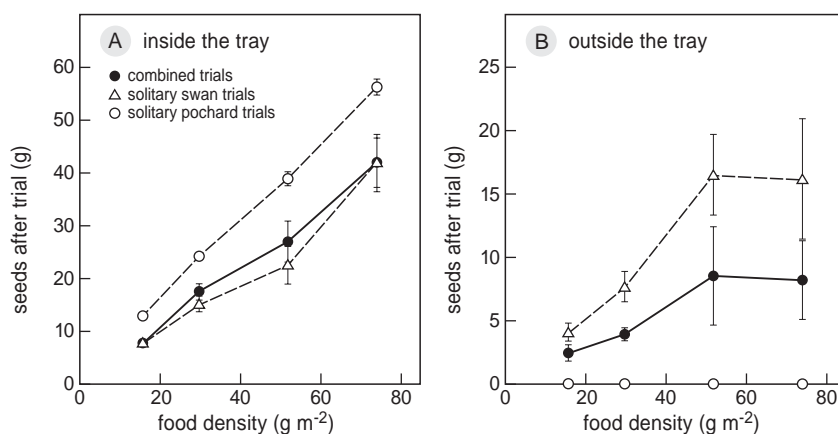 A inside the tray
combined trials
solitary swan trials
solitary pochard trials
seeds after trial (g)
60
50
40
30
20
10
0
0 20 40 60 80
food density (g m-2)
B outside the tray
seeds after trial (g)
25
20
15
10
5
0
0 20 40 60 80
food density (g m-2)